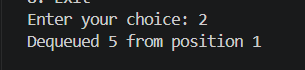 Enter your choice: 2
Dequeued 5 from position 1